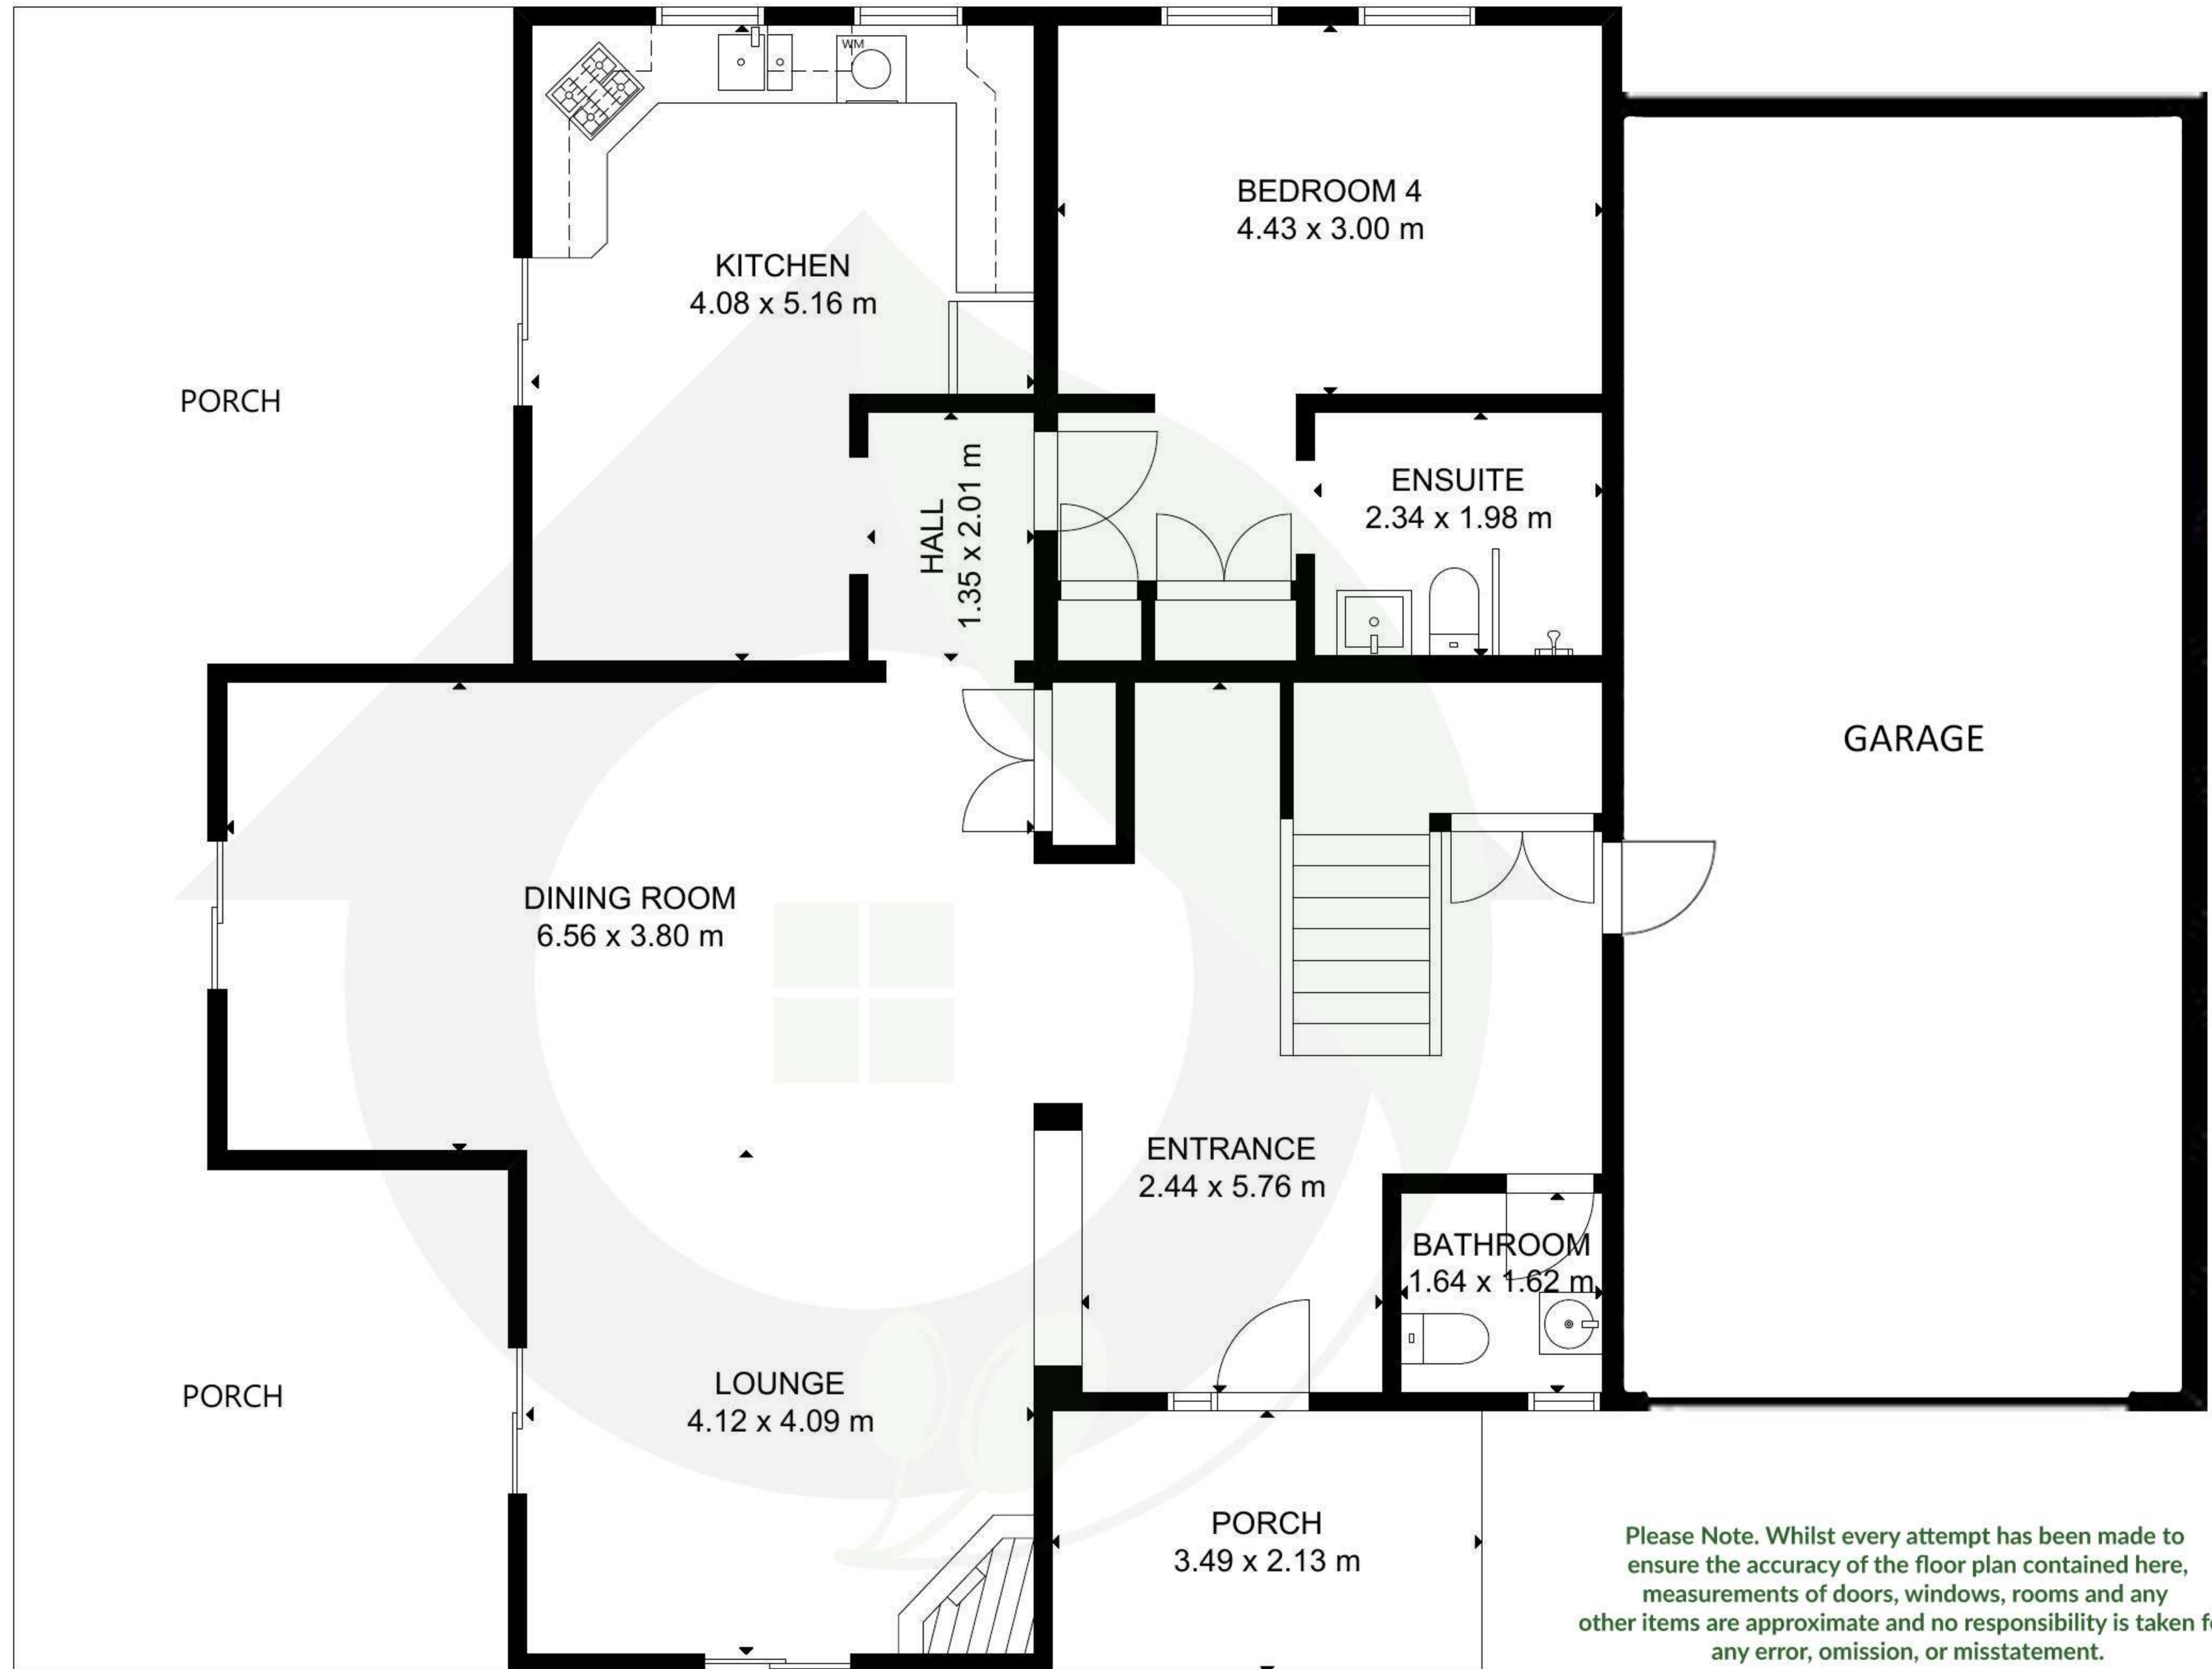 WM
BEDROOM 4
4.43 x 3.00 m
KITCHEN
4.08 x 5.16 m
PORCH
HALL
1.35 x 2.01 m
ENSUITE
2.34 x 1.98 m
GARAGE
DINING ROOM
6.56 x 3.80 m
ENTRANCE
2.44 x 5.76 m
BATHROOM
1.64 x 1.62 m
PORCH
LOUNGE
4.12 x 4.09 m
PORCH
3.49 x 2.13 m
Please Note. Whilst every attempt has been made to
ensure the accuracy of the floor plan contained here,
measurements of doors, windows, rooms and any
other items are approximate and no responsibility is taken
any error, omission, or misstatement.